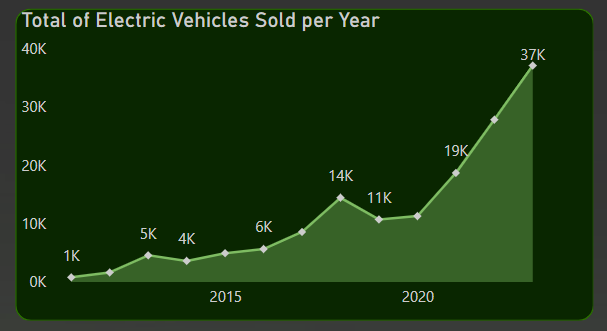 Total of Electric Vehicles Sold per Year
40K
37K
30K
20K
19K
14K
11K
10K
6K
5K
4K
1K
0K
2015
2020